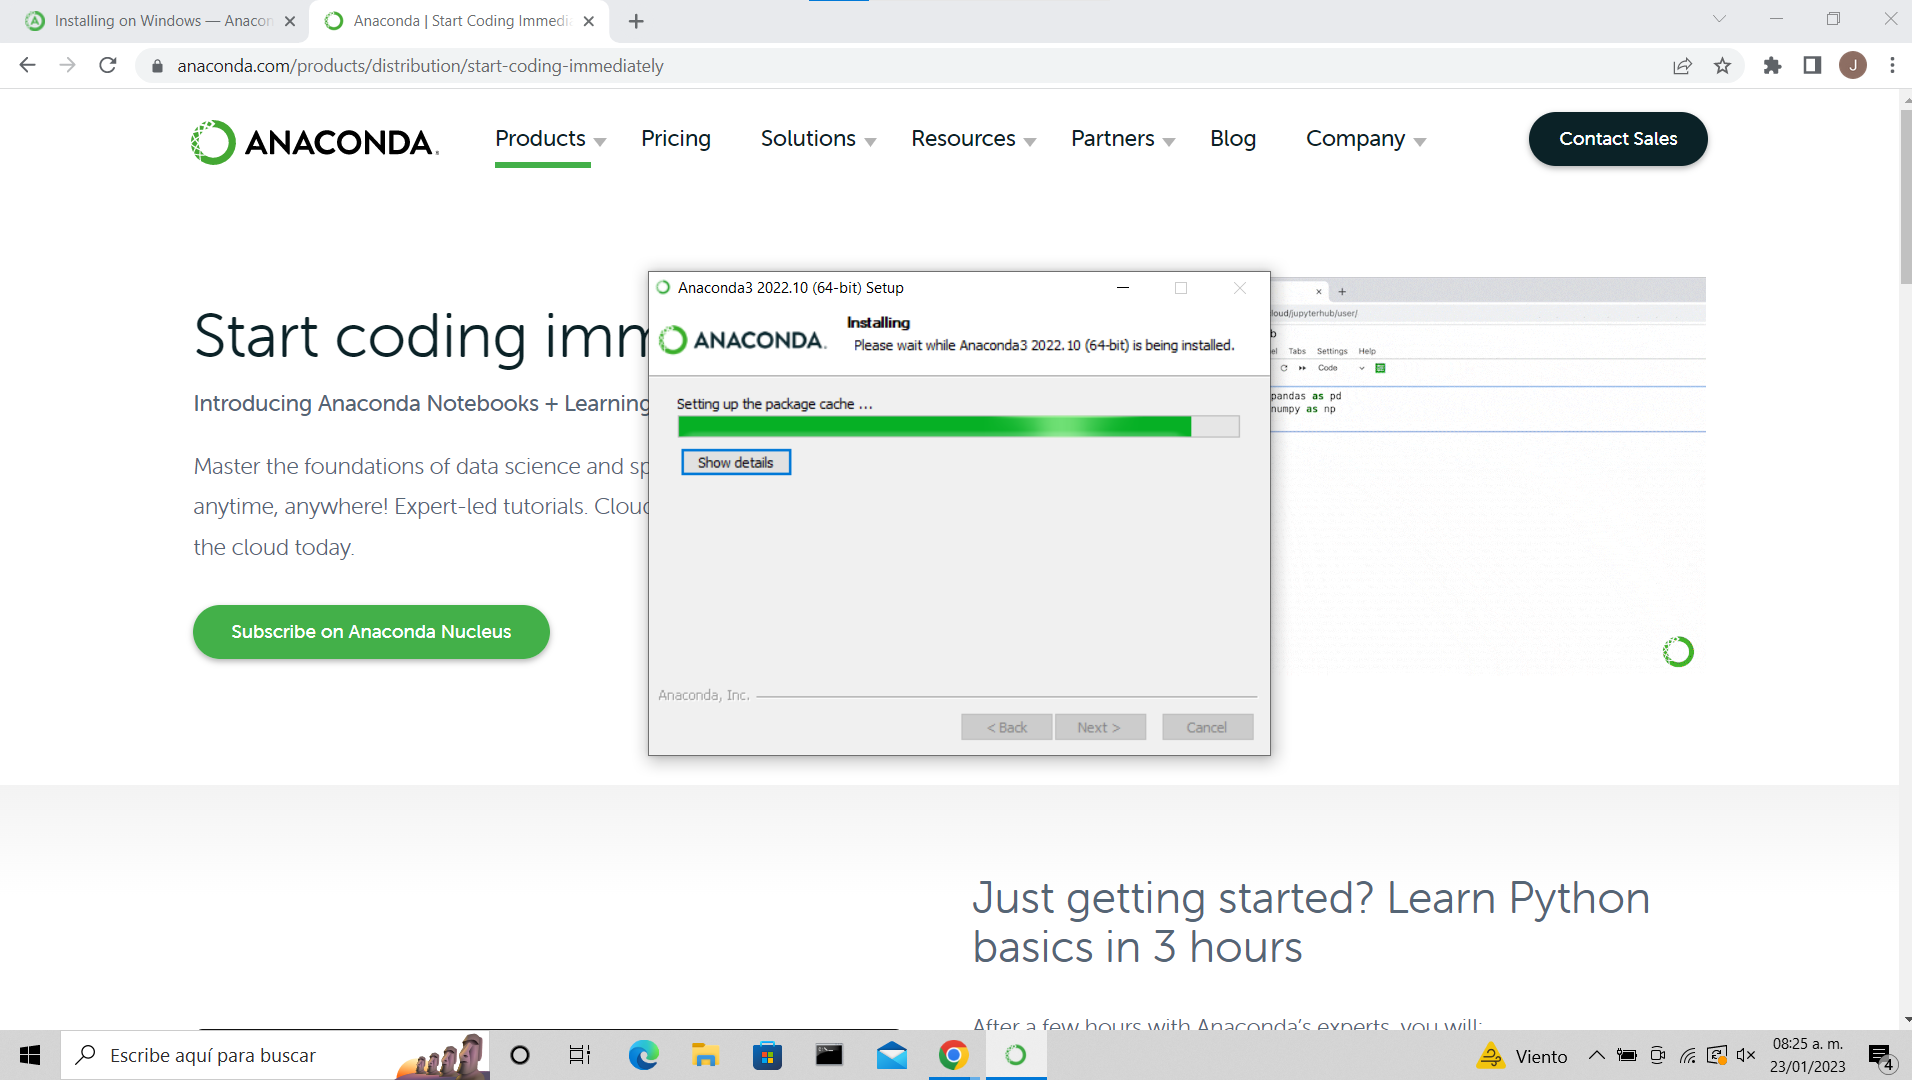 Installing on Windows — Anacon
Anaconda | Start Coding Immedi
anaconda.com/products/distribution/start-coding-immediately
J
ANACONDA.
Products
Pricing
Solutions
Resources
Partners
Blog
Company
Contact Sales
Start coding imm
Introducing Anaconda Notebooks + Learning
Master the foundations of data science and sp
anytime, anywhere! Expert-led tutorials. Cloud
the cloud today.
Subscribe on Anaconda Nucleus
Anaconda3 2022.10 (64-bit) Setup
ANACONDA.
Installing
Please wait while Anaconda3 2022.10 (64-bit) is being installed.
Setting up the package cache ...
Show details
Anaconda, Inc.
< Back
Next >
Cancel
loud/jupyterhub/user/
b
el Tabs Settings Help
Code
pandas as pd
numpy as np
Just getting started? Learn Python
basics in 3 hours
After a few hours with Anaconda's experts, you will:
Escribe aquí para buscar
Viento
08:25 a. m.
23/01/2023
4